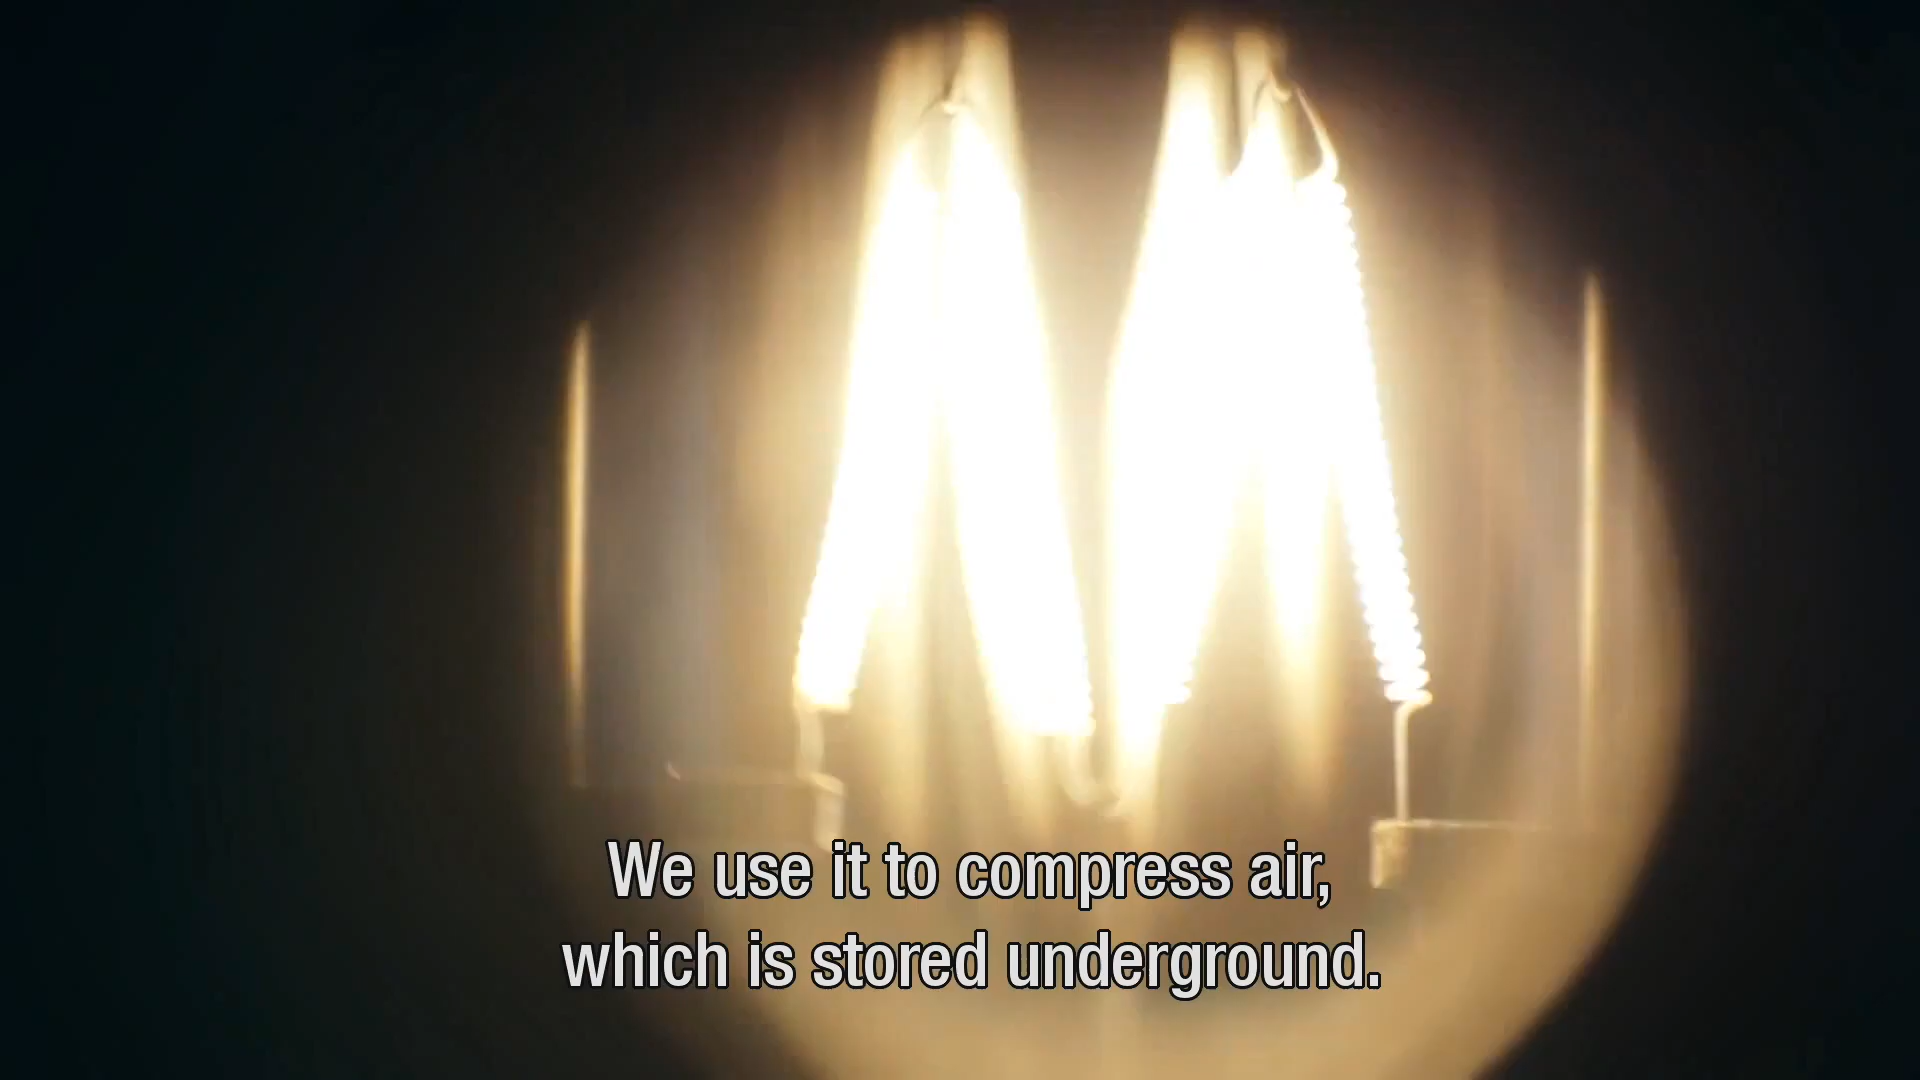 We use it to compress air,
which is stored underground.